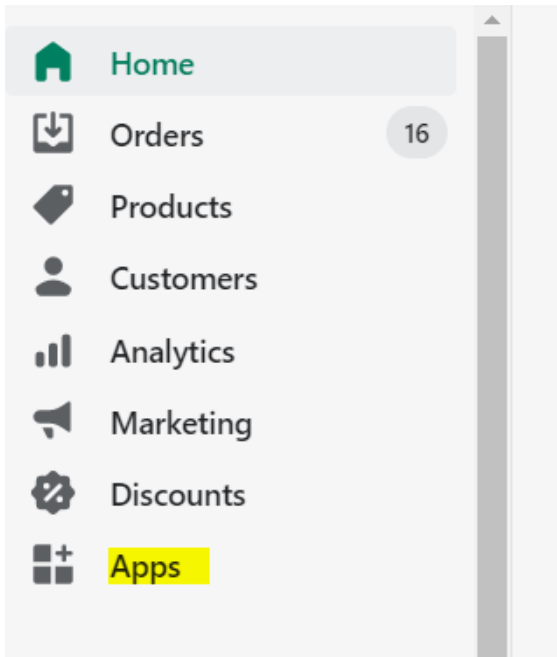 Home
Orders 16
Products
Customers
Analytics
Marketing
Discounts
Apps